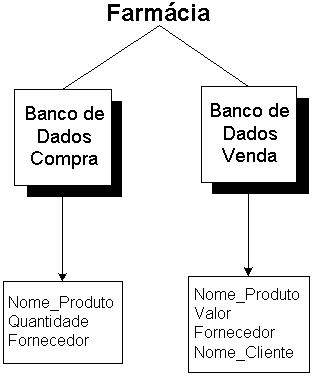 Farmácia
Banco de
Dados
Compra
Banco de
Dados
Venda
Nome_Produto
Quantidade
Fornecedor
Nome_Produto
Valor
Fornecedor
Nome_Cliente